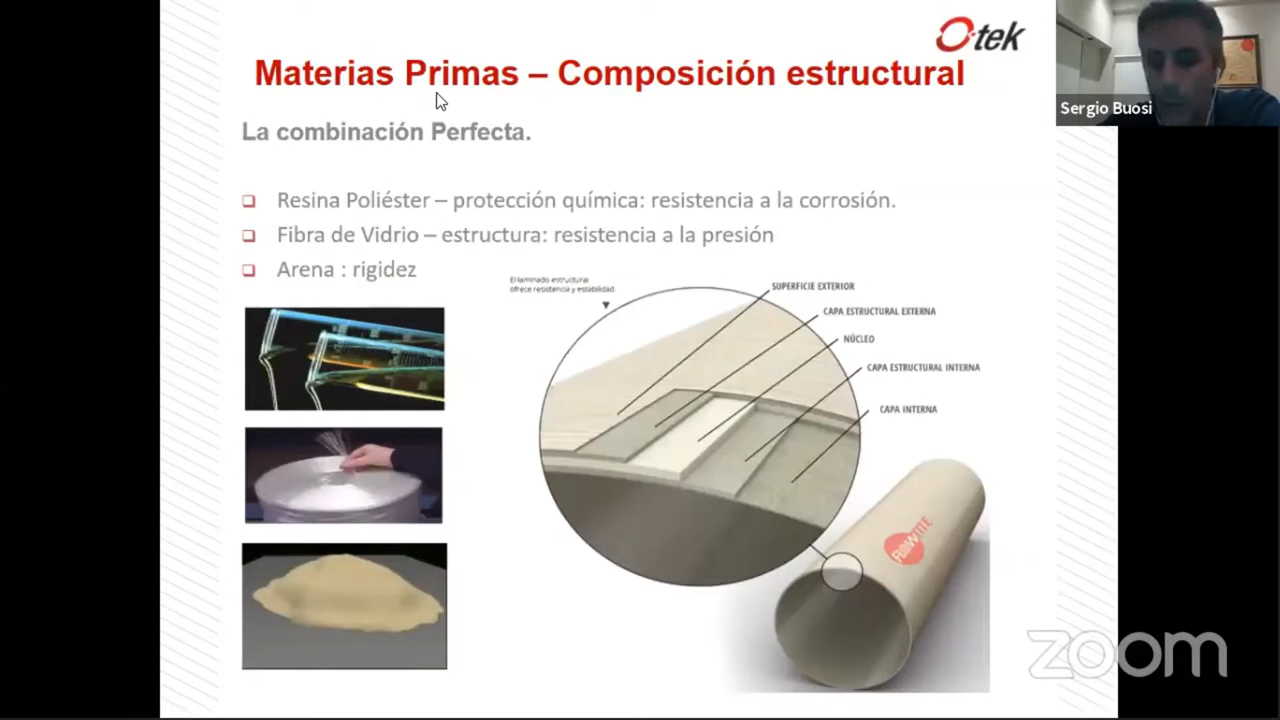 O-tek
Materias Primas – Composición estructural
Sergio Buosi
La combinación Perfecta.
Resina Poliéster – protección química: resistencia a la corrosión.
Fibra de Vidrio – estructura: resistencia a la presión
Arena : rigidez
El laminado estructural
ofrece resistencia y estabilidad
SUPERFICIE EXTERIOR
CAPA ESTRUCTURAL EXTERNA
NÚCLEO
CAPA ESTRUCTURAL INTERNA
CAPA INTERNA
FLOWTITE
zoom